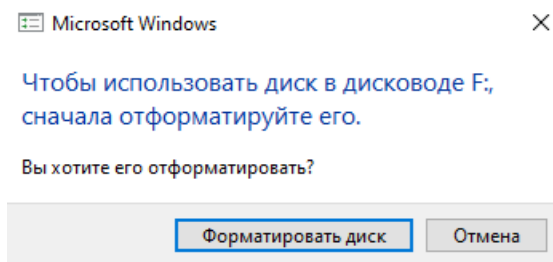 Microsoft Windows
Чтобы использовать диск в дисководе F:,
сначала отформатируйте его.
Вы хотите его отформатировать?
Форматировать диск
Отмена